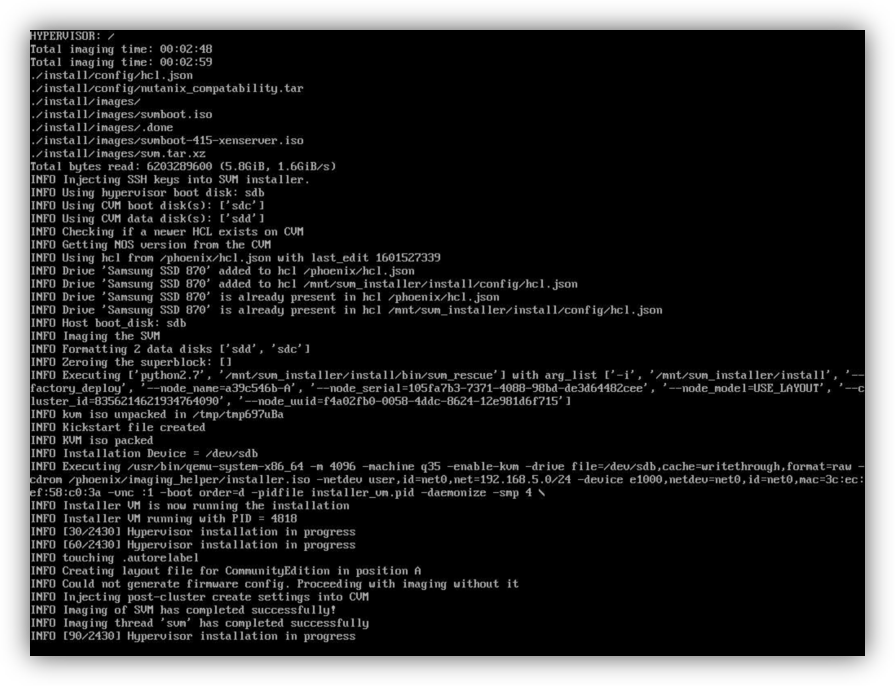 HYPERVISOR: /
Total imaging time: 00:02:48
Total imaging time: 00:02:59
./install/config/hcl.json
./install/config/nutanix_compatability.tar
./install/images/
./install/images/svmboot.iso
./install/images/.done
./install/images/svmboot-415-xenserver.iso
./install/images/svm.tar.xz
Total bytes read: 6203289600 (5.8GiB, 1.6GiB/s)
INFO Injecting SSH keys into SVM installer.
INFO Using hypervisor boot disk: sdb
INFO Using CVM boot disk(s): ['sdc']
INFO Using CVM data disk(s): ['sdd']
INFO Checking if a newer HCL exists on CVM
INFO Getting NOS version from the CVM
INFO Using hcl from /phoenix/hcl.json with last_edit 1601527339
INFO Drive 'Samsung SSD 870' added to hcl /phoenix/hcl.json
INFO Drive 'Samsung SSD 870' added to hcl /mnt/svm_installer/install/config/hcl.json
INFO Drive 'Samsung SSD 870' is already present in hcl /phoenix/hcl.json
INFO Drive 'Samsung SSD 870' is already present in hcl /mnt/svm_installer/install/config/hcl.json
INFO Host boot_disk: sdb
INFO Imaging the SVM
INFO Formatting 2 data disks ['sdd', 'sdc']
INFO Zeroing the superblock: []
INFO Executing ['python2.7', '/mnt/svm_installer/install/bin/svm_rescue'] with arg_list ['-i', '/mnt/svm_installer/install', '--
factory_deploy', '--node_name=a39c546b-A', '--node_serial=105fa7b3-7371-4088-98bd-de3d64482cee', '--node_model=USE_LAYOUT', '--c
luster_id=8356214621934764090', '--node_uuid=f4a02fb0-0058-4ddc-8624-12e981d6f715']
INFO kvm iso unpacked in /tmp/tmp697uBa
INFO Kickstart file created
INFO KVM iso packed
INFO Installation Device = /dev/sdb
INFO Executing /usr/bin/qemu-system-x86_64 -m 4096 -machine q35 -enable-kvm -drive file=/dev/sdb,cache=writethrough,format=raw -
cdrom /phoenix/imaging_helper/installer.iso -netdev user,id=net0,net=192.168.5.0/24 -device e1000,netdev=net0,id=net0,mac=3c:ec:
ef:58:c0:3a -vnc :1 -boot order=d -pidfile installer_vm.pid -daemonize -smp 4 \
INFO Installer VM is now running the installation
INFO Installer VM running with PID = 4818
INFO [30/2430] Hypervisor installation in progress
INFO [60/2430] Hypervisor installation in progress
INFO touching .autorelabel
INFO Creating layout file for CommunityEdition in position A
INFO Could not generate firmware config. Proceeding with imaging without it
INFO Injecting post-cluster create settings into CVM
INFO Imaging of SVM has completed successfully!
INFO Imaging thread 'svm' has completed successfully
INFO [90/2430] Hypervisor installation in progress